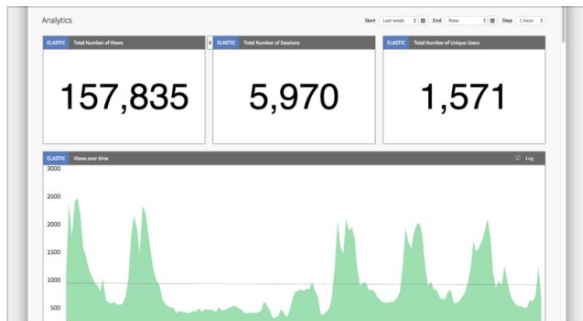 Analytics
Start Last week End Now Step 1 hour
ELASTIC Total Number of Views
ELASTIC Total Number of Sessions
ELASTIC Total Number of Unique Users
157,835
5,970
1,571
ELASTIC Views over time
Log
3000
2500
2000
1500
1000
500